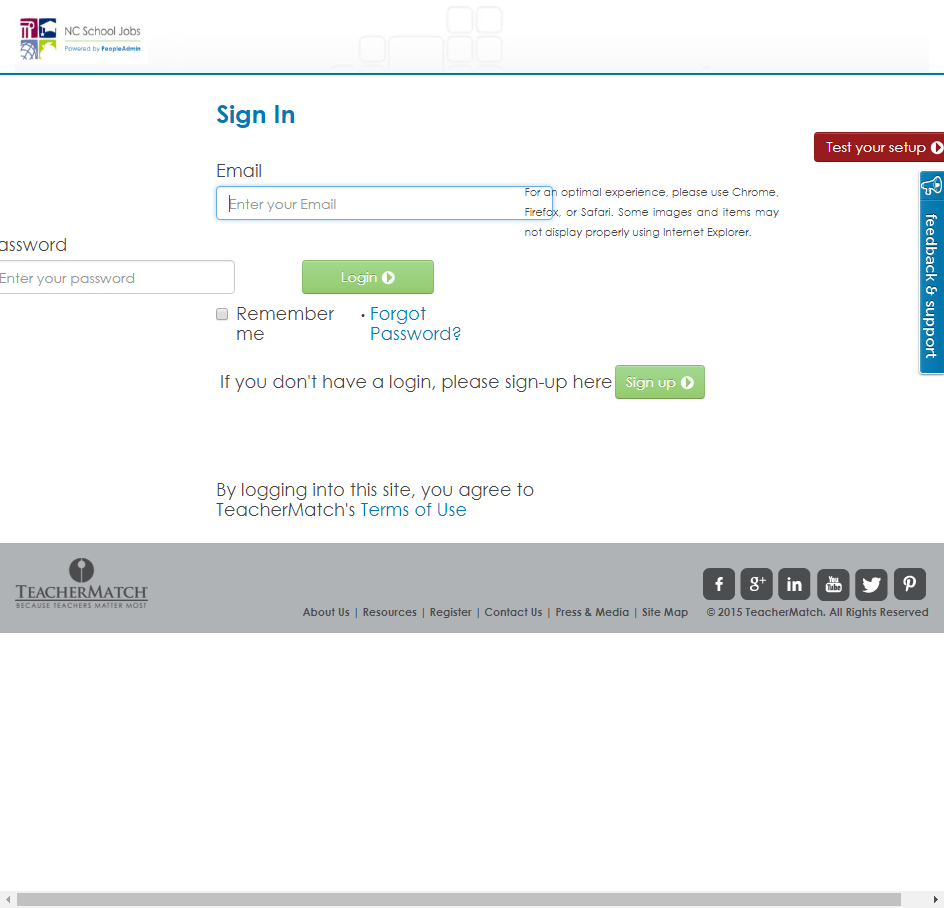 NC School Jobs
Powered by PeopleAdmin
Sign In
Test your setup
Email
Enter your Email
For an optimal experience, please use Chrome,
Firefox, or Safari. Some images and items may
not display properly using Internet Explorer.
feedback & support
assword
Enter your password
Login
Remember
me
• Forgot
Password?
If you don't have a login, please sign-up here
Sign up
By logging into this site, you agree to
TeacherMatch's Terms of Use
TEACHERMATCH
BECAUSE TEACHERS MATTER MOST
f
g+
in
You
Tube
About Us | Resources | Register | Contact Us | Press & Media | Site Map
© 2015 TeacherMatch. All Rights Reserved